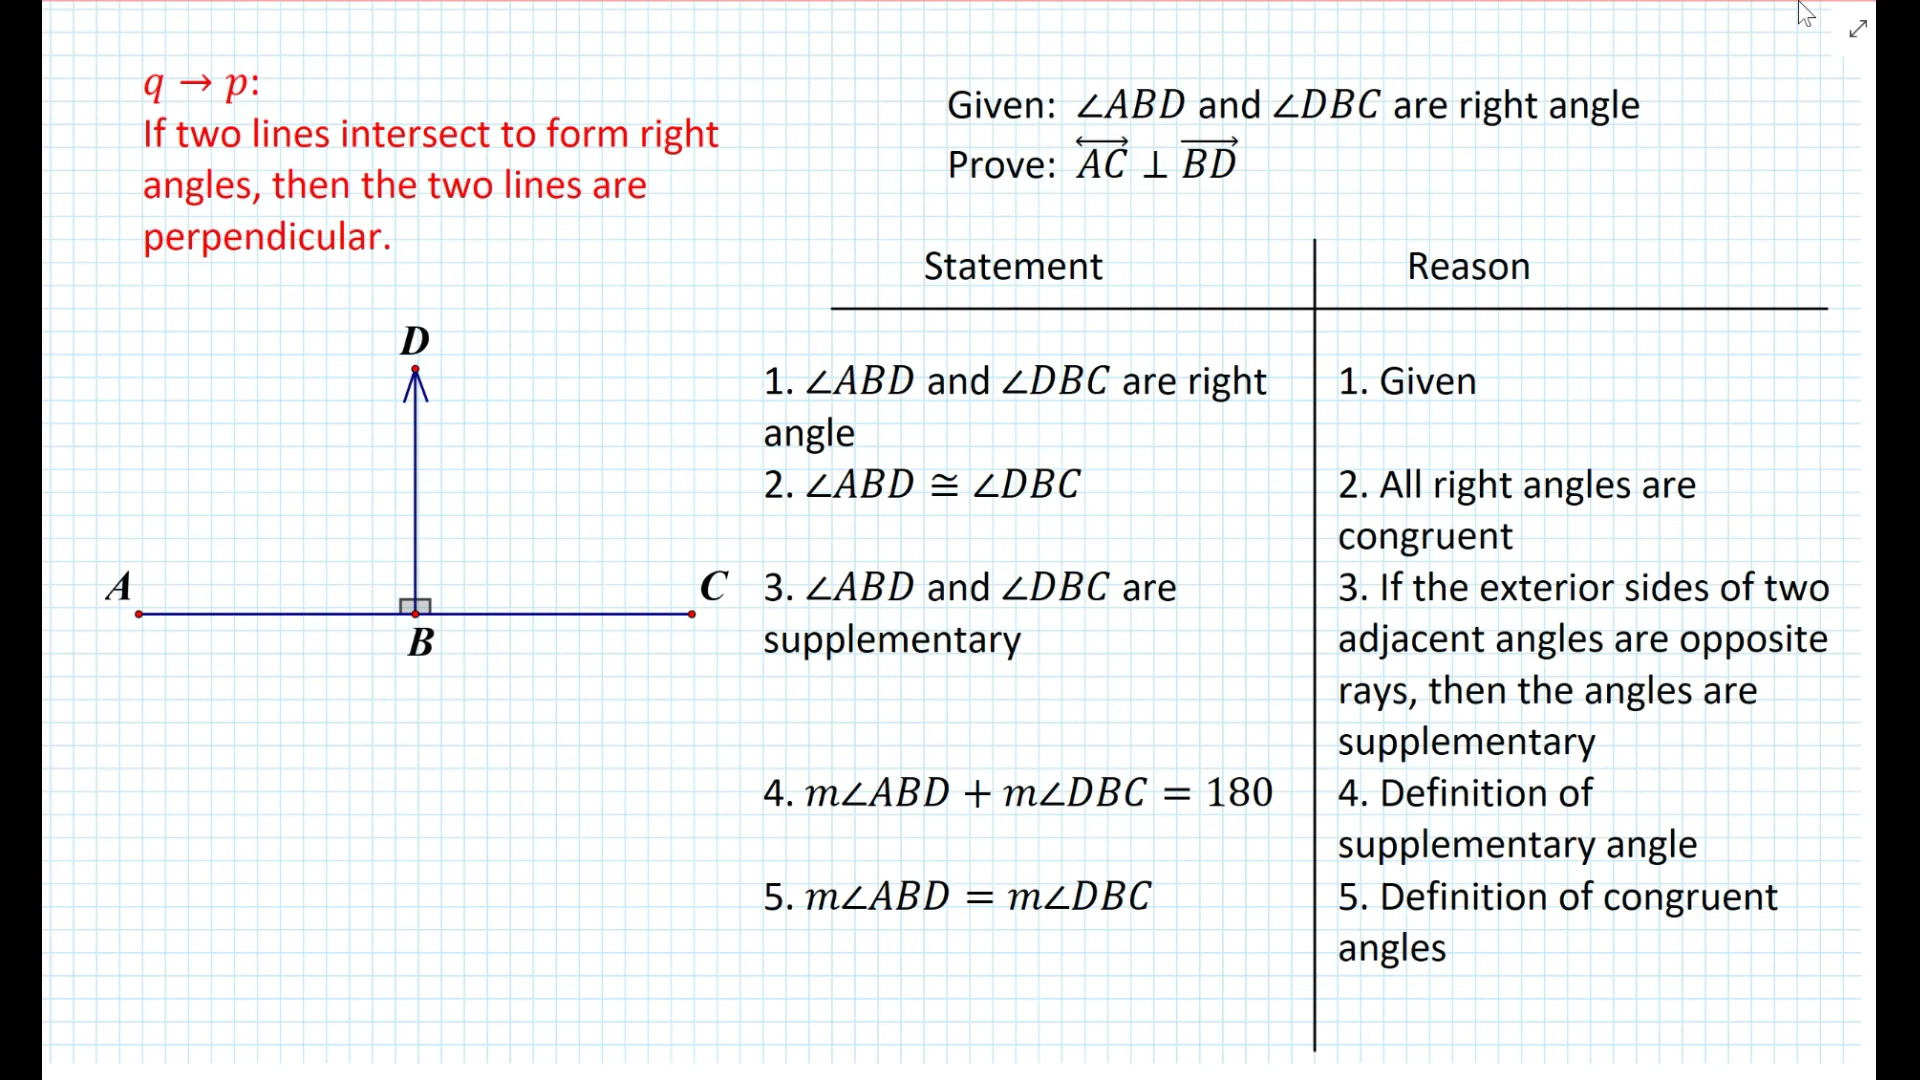 q → p:
If two lines intersect to form right
angles, then the two lines are
perpendicular.
Given: ∠ABD and ∠DBC are right angle
Prove: \overleftrightarrow{AC} ⊥ \overrightarrow{BD}
Statement
Reason
D
A
C
B
1. ∠ABD and ∠DBC are right
angle
1. Given
2. ∠ABD ≅ ∠DBC
2. All right angles are
congruent
3. ∠ABD and ∠DBC are
supplementary
3. If the exterior sides of two
adjacent angles are opposite
rays, then the angles are
supplementary
4. m∠ABD + m∠DBC = 180
4. Definition of
supplementary angle
5. m∠ABD = m∠DBC
5. Definition of congruent
angles